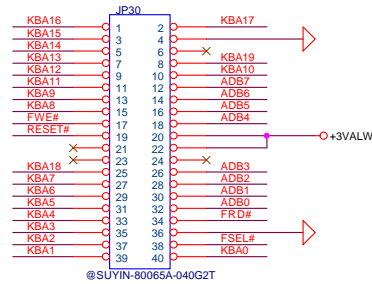 JP30
KBA16 1 2 KBA17
KBA15 3 4
KBA14 5 6
KBA13 7 8 KBA19
KBA12 9 10 KBA10
KBA11 11 12 ADB7
KBA9 13 14 ADB6
KBA8 15 16 ADB5
FWE# 17 18 ADB4
RESET# 19 20 +3VALW
21 22
23 24
KBA18 25 26 ADB3
KBA7 27 28 ADB2
KBA6 29 30 ADB1
KBA5 31 32 ADB0
KBA4 33 34 FRD#
KBA3 35 36
KBA2 37 38 FSEL#
KBA1 39 40 KBA0
@SUYIN-80065A-040G2T